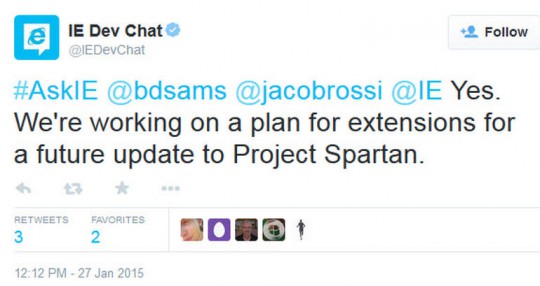 IE Dev Chat
@IEDevChat
Follow
#AskIE @bdsams @jacobrossi @IE Yes.
We're working on a plan for extensions for
a future update to Project Spartan.
RETWEETS FAVORITES
3 2
12:12 PM - 27 Jan 2015